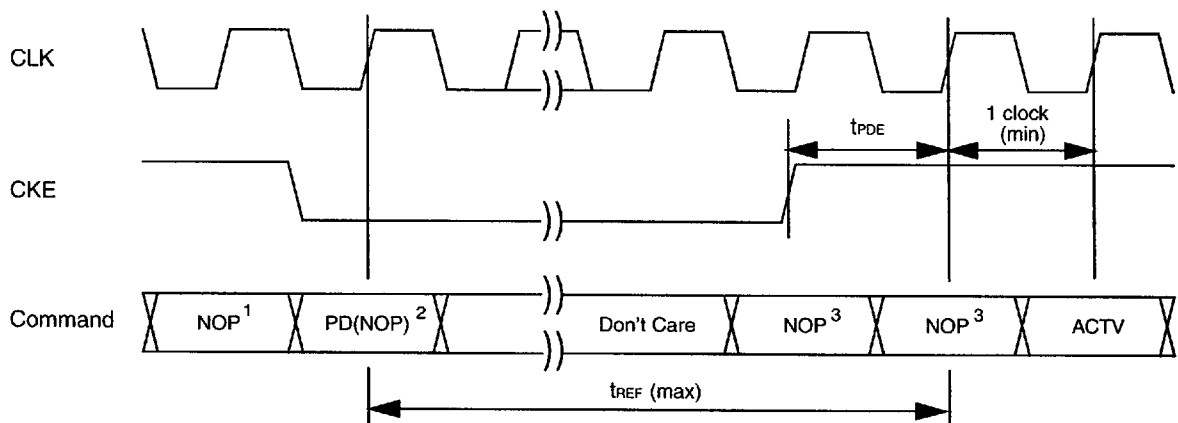 CLK
tPDE
1 clock
(min)
CKE
Command
NOP1
PD(NOP)2
Don't Care
NOP3
NOP3
ACTV
tREF (max)